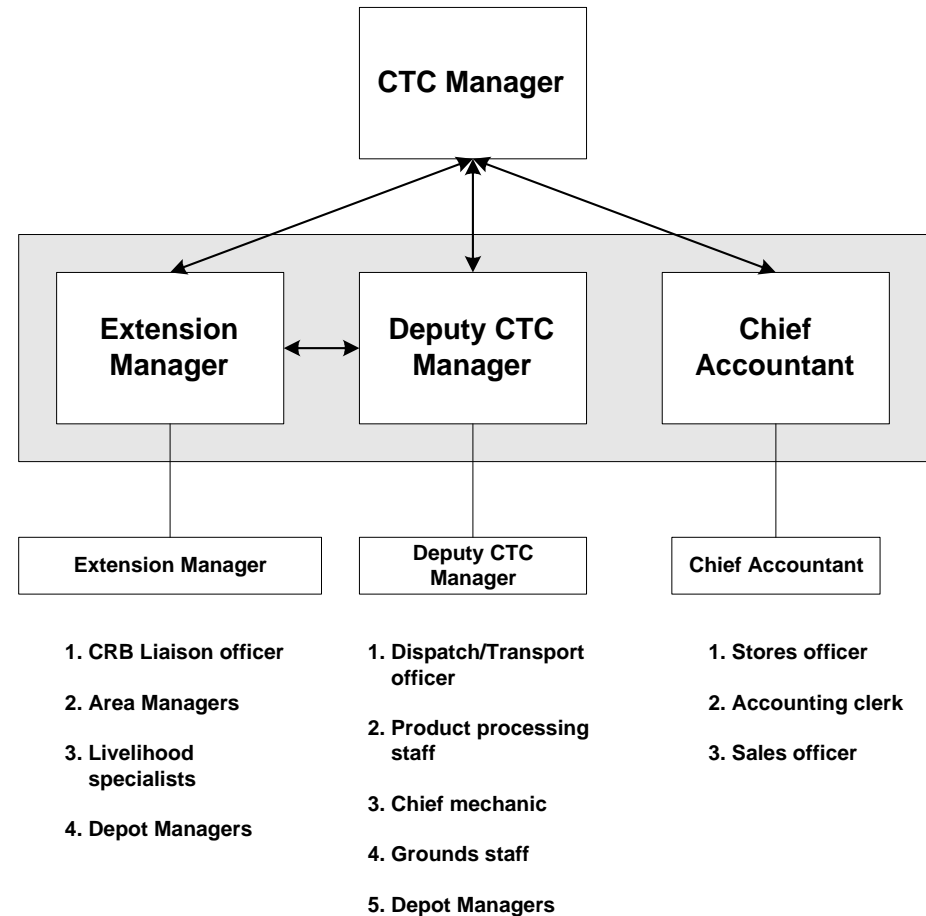 CTC Manager
Extension
Manager
Deputy CTC
Manager
Chief
Accountant
Extension Manager
Deputy CTC
Manager
Chief Accountant
1. CRB Liaison officer
2. Area Managers
3. Livelihood
specialists
4. Depot Managers
1. Dispatch/Transport
officer
2. Product processing
staff
3. Chief mechanic
4. Grounds staff
5. Depot Managers
1. Stores officer
2. Accounting clerk
3. Sales officer